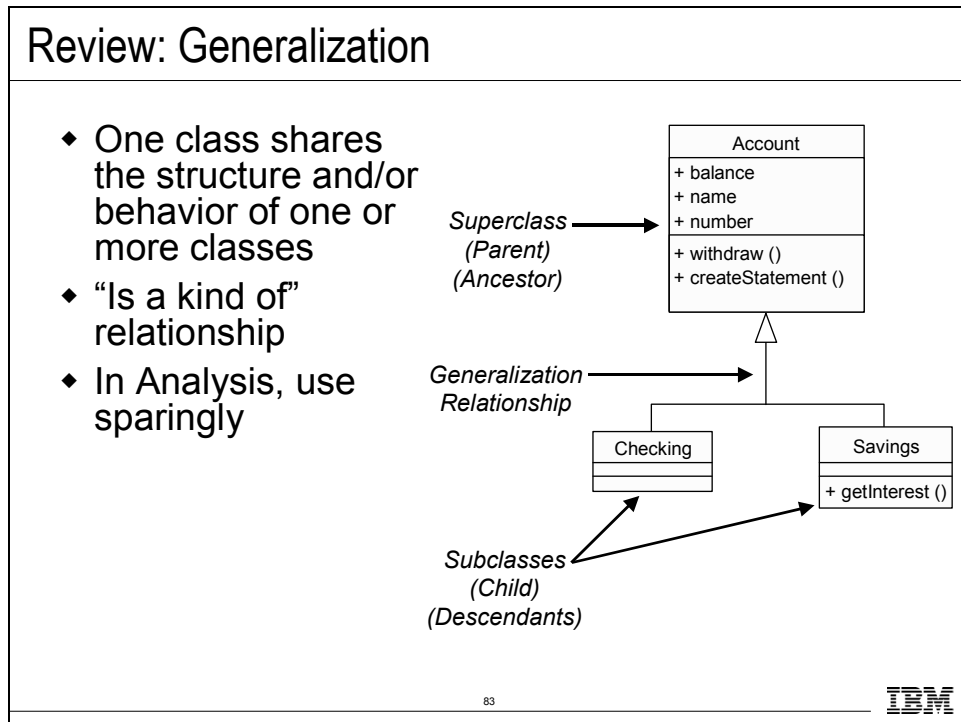 Review: Generalization
◆ One class shares
the structure and/or
behavior of one or
more classes
◆ “Is a kind of”
relationship
◆ In Analysis, use
sparingly
Superclass
(Parent)
(Ancestor)
Account
+ balance
+ name
+ number
+ withdraw ()
+ createStatement ()
Generalization
Relationship
Checking
Savings
+ getInterest ()
Subclasses
(Child)
(Descendants)
83
IBM